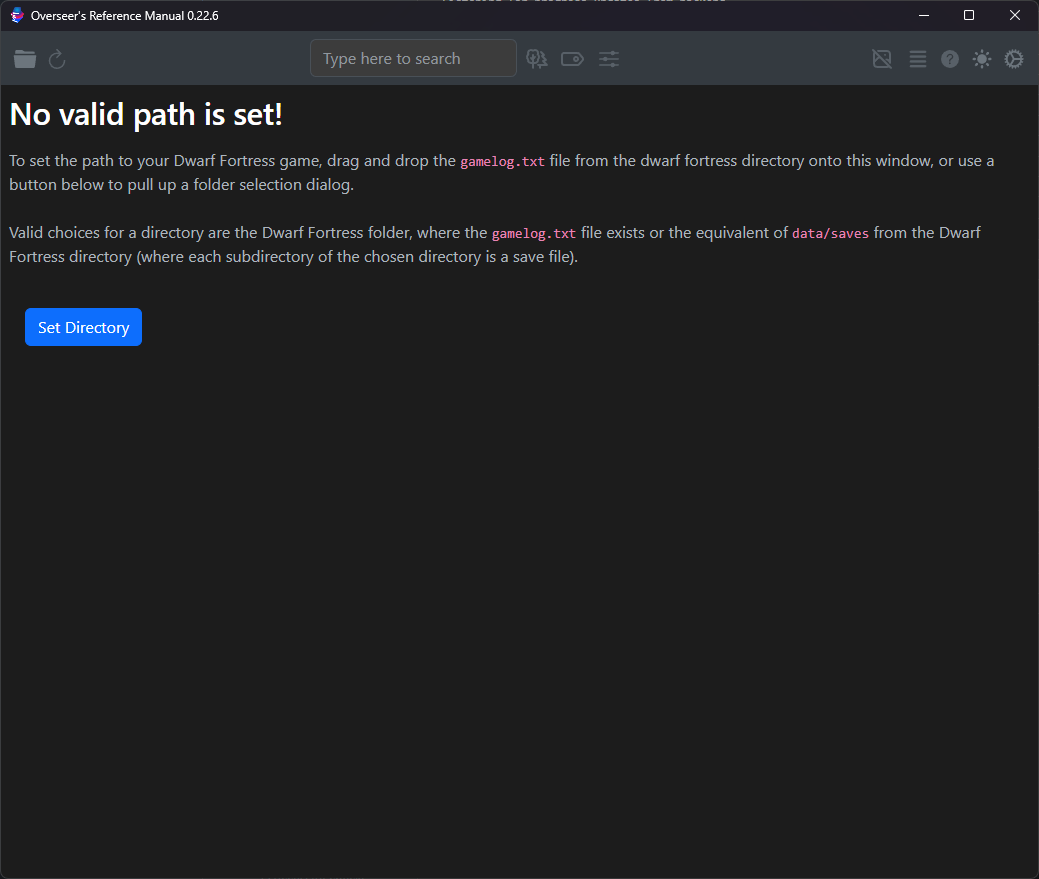 Overseer's Reference Manual 0.22.6
Type here to search
No valid path is set!
To set the path to your Dwarf Fortress game, drag and drop the gamelog.txt file from the dwarf fortress directory onto this window, or use a
button below to pull up a folder selection dialog.
Valid choices for a directory are the Dwarf Fortress folder, where the gamelog.txt file exists or the equivalent of data/saves from the Dwarf
Fortress directory (where each subdirectory of the chosen directory is a save file).
Set Directory